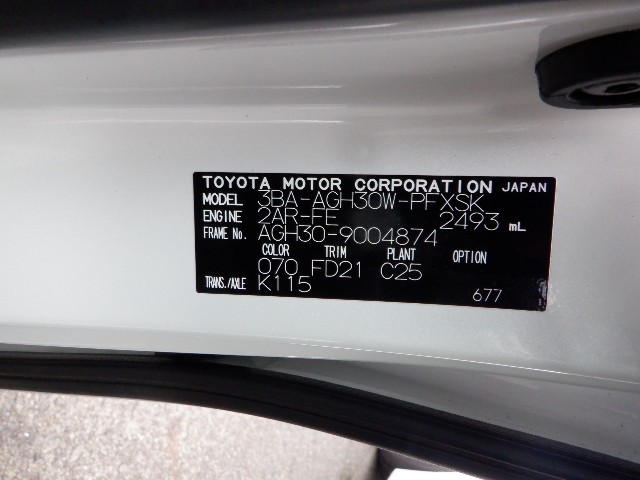 TOYOTA MOTOR CORPORATION JAPAN
MODEL 3BA-AGH30W-PFXSK
ENGINE 2AR-FE 2493 mL
FRAME No. AGH30-9004874
COLOR TRIM PLANT OPTION
070 FD21 C25
TRANS./AXLE K115
677